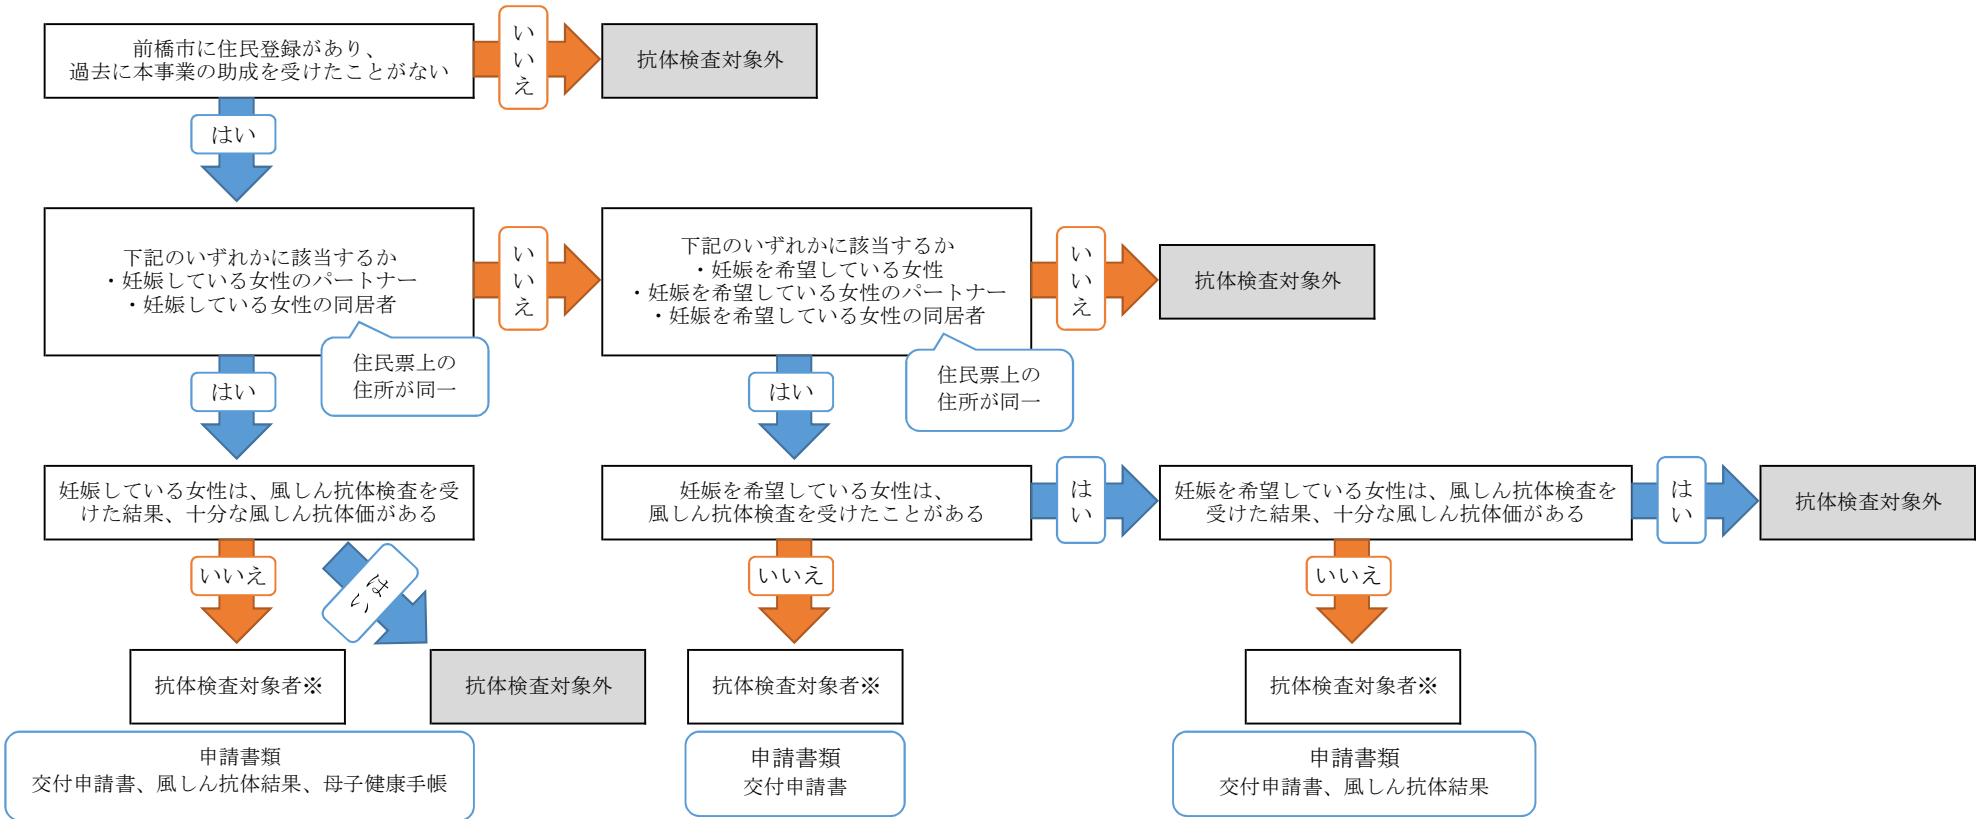 前橋市に住民登録があり、
過去に本事業の助成を受けたことがない
いいえ
抗体検査対象外
はい
下記のいずれかに該当するか
・妊娠している女性のパートナー
・妊娠している女性の同居者
住民票上の
住所が同一
いいえ
下記のいずれかに該当するか
・妊娠を希望している女性
・妊娠を希望している女性のパートナー
・妊娠を希望している女性の同居者
住民票上の
住所が同一
いいえ
抗体検査対象外
はい
はい
妊娠している女性は、風しん抗体検査を受
けた結果、十分な風しん抗体価がある
妊娠を希望している女性は、
風しん抗体検査を受けたことがある
はい
妊娠を希望している女性は、風しん抗体検査を
受けた結果、十分な風しん抗体価がある
はい
抗体検査対象外
いいえ
はい
いいえ
いいえ
抗体検査対象者※
抗体検査対象外
抗体検査対象者※
抗体検査対象者※
申請書類
交付申請書、風しん抗体結果、母子健康手帳
申請書類
交付申請書
申請書類
交付申請書、風しん抗体結果